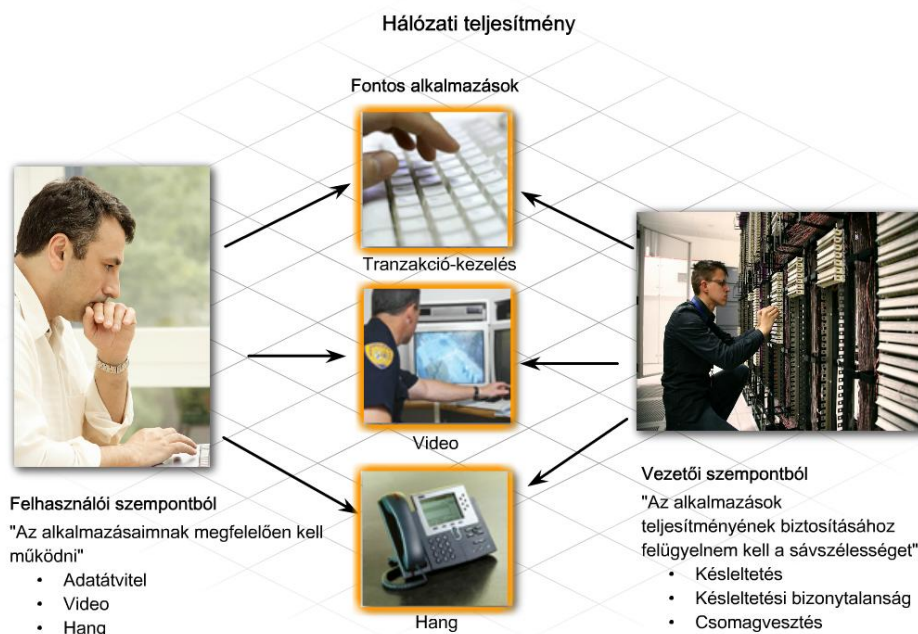 Hálózati teljesítmény
Fontos alkalmazások
Tranzakció-kezelés
Video
Hang
Felhasználói szempontból
"Az alkalmazásaimnak megfelelően kell
működni"
• Adatátvitel
• Video
• Hang
Vezetői szempontból
"Az alkalmazások
teljesítményének biztosításához
felügyelnem kell a sávszélességet"
• Késleltetés
• Késleltetési bizonytalanság
• Csomagvesztés